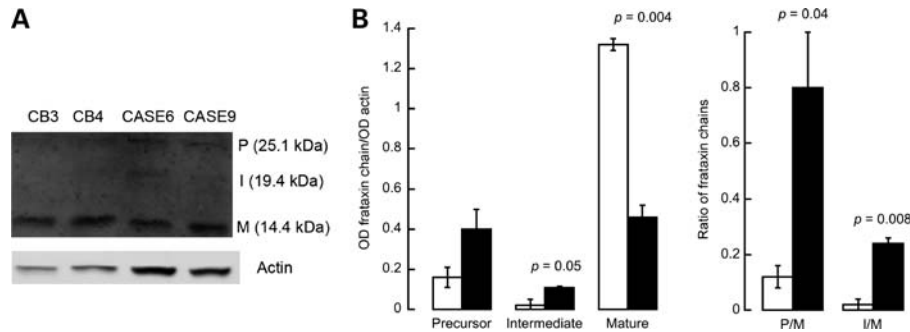 A
CB3 CB4 CASE6 CASE9
P (25.1 kDa)
I (19.4 kDa)
M (14.4 kDa)
Actin
B
OD frataxin chain/OD actin
1.4
1.2
1
0.8
0.6
0.4
0.2
0
p = 0.05
p = 0.004
Precursor Intermediate Mature
Ratio of frataxin chains
1
0.8
0.6
0.4
0.2
0
p = 0.04
p = 0.008
P/M I/M